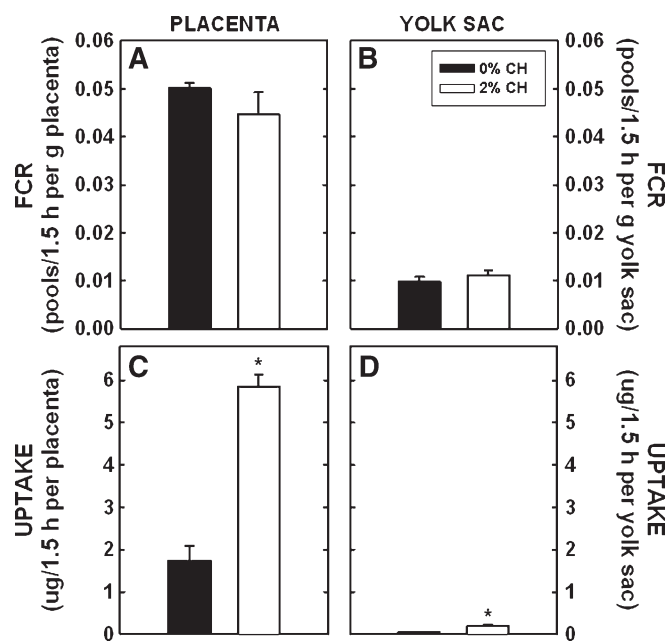 PLACENTA
YOLK SAC
A
B
0% CH
2% CH
0.06
0.05
0.04
0.03
0.02
0.01
0.00
FCR
(pools/1.5 h per g placenta)
0.06
0.05
0.04
0.03
0.02
0.01
0.00
FCR
(pools/1.5 h per g yolk sac)
C
*
D
*
6
5
4
3
2
1
0
UPTAKE
(ug/1.5 h per placenta)
6
5
4
3
2
1
0
UPTAKE
(ug/1.5 h per yolk sac)